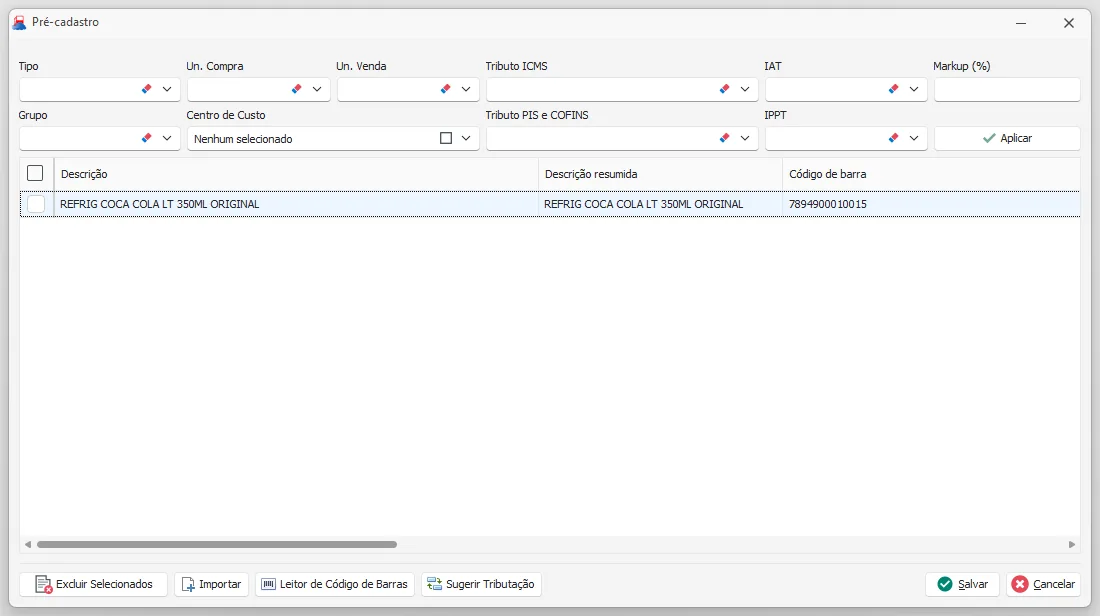 Pré-cadastro
Tipo Un. Compra Un. Venda Tributo ICMS IAT Markup (%)
Grupo Centro de Custo Tributo PIS e COFINS IPPT
Nenhum selecionado Aplicar
Descrição Descrição resumida Código de barra
REFRIG COCA COLA LT 350ML ORIGINAL REFRIG COCA COLA LT 350ML ORIGINAL 7894900010015
Excluir Selecionados Importar Leitor de Código de Barras Sugerir Tributação Salvar Cancelar